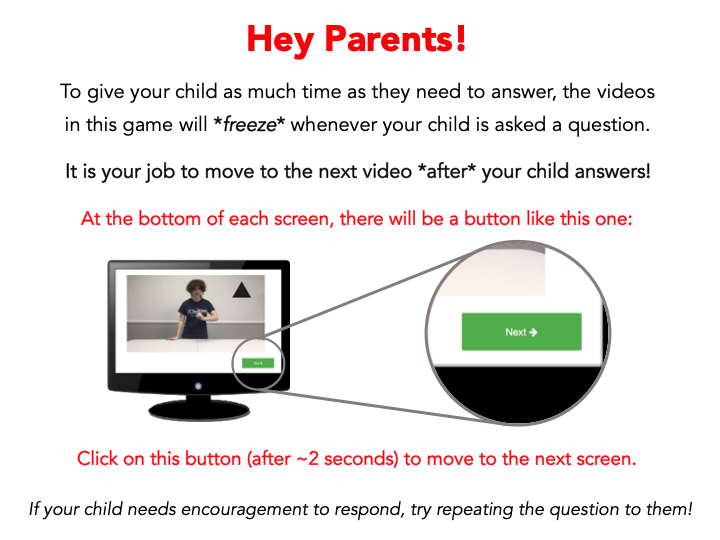 Hey Parents!
To give your child as much time as they need to answer, the videos
in this game will *freeze* whenever your child is asked a question.
It is your job to move to the next video *after* your child answers!
At the bottom of each screen, there will be a button like this one:
Next →
Click on this button (after ~2 seconds) to move to the next screen.
If your child needs encouragement to respond, try repeating the question to them!